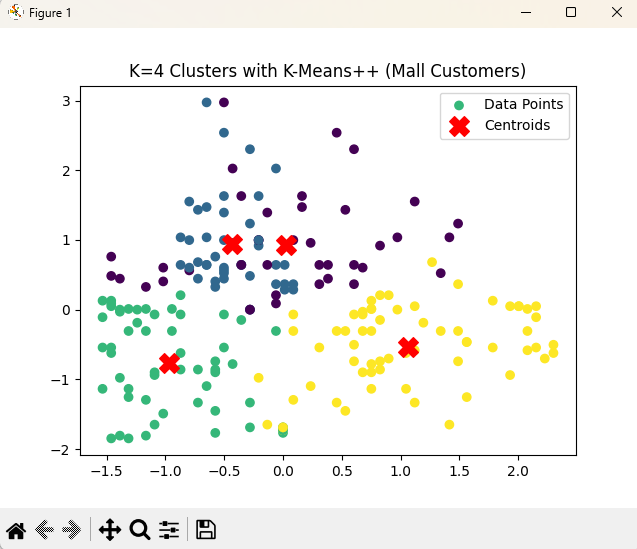 Figure 1
K=4 Clusters with K-Means++ (Mall Customers)
Data Points
Centroids
3
2
1
0
−1
−2
−1.5 −1.0 −0.5 0.0 0.5 1.0 1.5 2.0